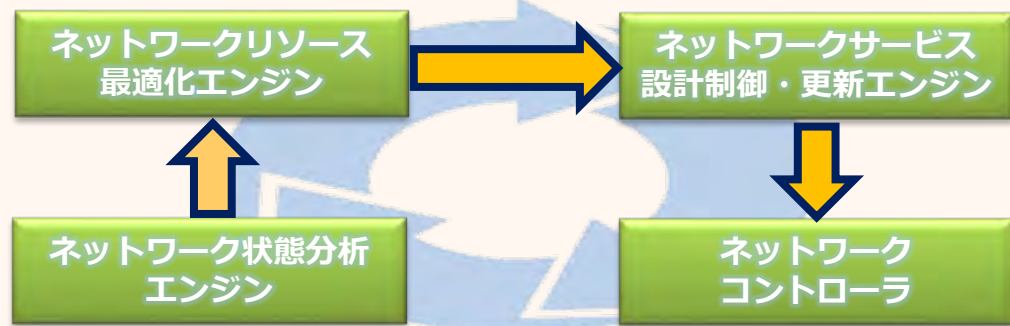 ネットワークリソース
最適化エンジン
ネットワークサービス
設計制御・更新エンジン
ネットワーク状態分析
エンジン
ネットワーク
コントローラ